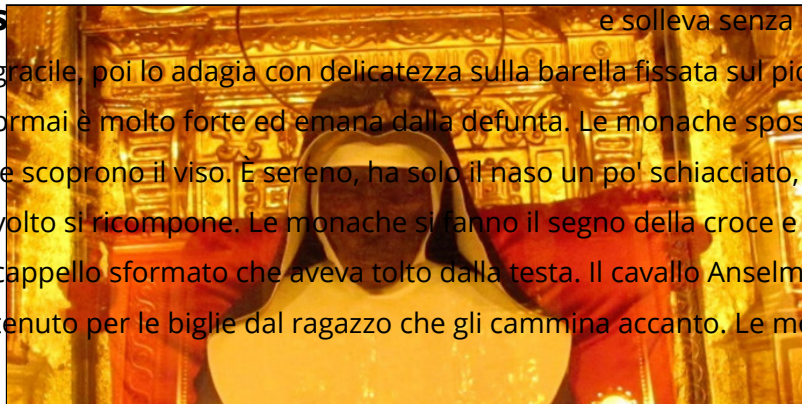 e solleva senza
gracile, poi lo adagia con delicatezza sulla barella fissata sul
ormai è molto forte ed emana dalla defunta. Le monache
e scoprono il viso. È sereno, ha solo il naso un po' schiacciato,
volto si ricompone. Le monache si fanno il segno della croce e
cappello sformato che aveva tolto dalla testa. Il cavallo
tenuto per le biglie dal ragazzo che gli cammina accanto. Le